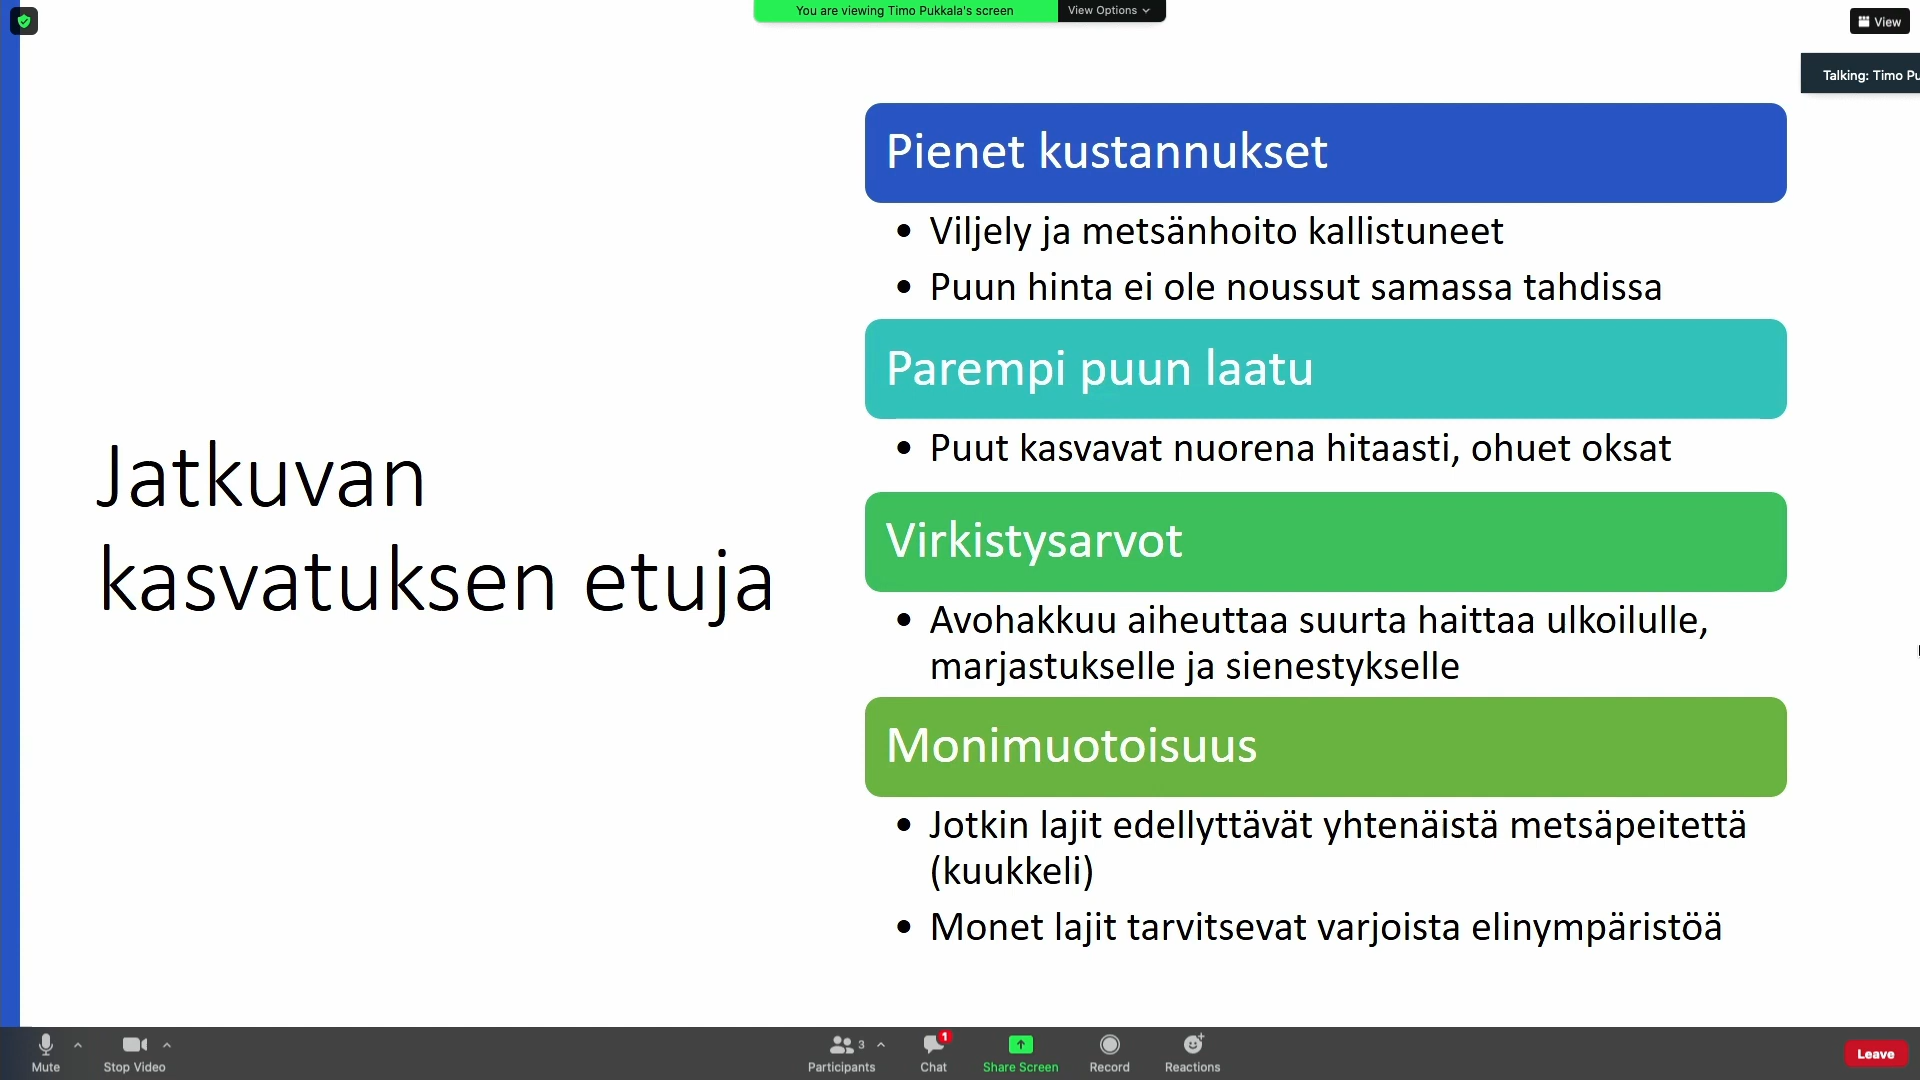 You are viewing Timo Pukkala's screen
View Options
View
Talking: Timo Pu
Jatkuvan
kasvatuksen etuja
Pienet kustannukset
• Viljely ja metsänhoito kallistuneet
• Puun hinta ei ole noussut samassa tahdissa
Parempi puun laatu
• Puut kasvavat nuorena hitaasti, ohuet oksat
Virkistysarvot
• Avohakkuu aiheuttaa suurta haittaa ulkoilulle,
marjastukselle ja sienestykselle
Monimuotoisuus
• Jotkin lajit edellyttävät yhtenäistä metsäpeitettä
(kuukkeli)
• Monet lajit tarvitsevat varjoista elinympäristöä
Mute
Stop Video
3
Participants
1
Chat
Share Screen
Record
Reactions
Leave